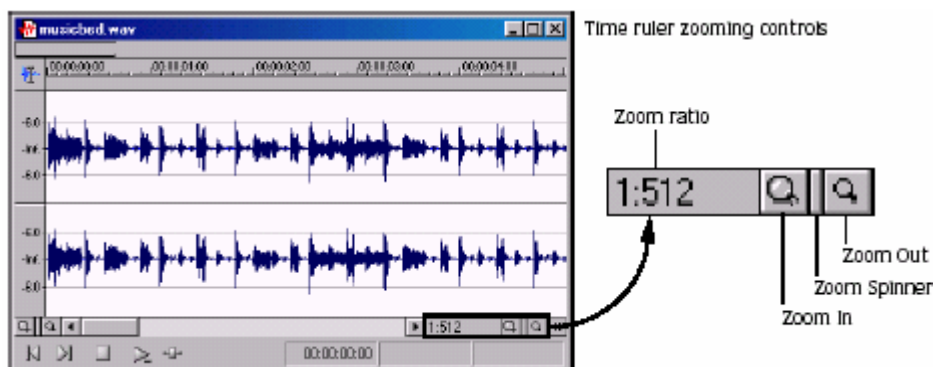 musicbed.wav
Time ruler zooming controls
00:00:00:00 00:00:01:00 00:00:02:00 00:00:03:00 00:00:04:00
-6.0
-Inf.
-6.0
-6.0
-Inf.
-6.0
1:512
00:00:00:00
Zoom ratio
1:512
Zoom Out
Zoom Spinner
Zoom In